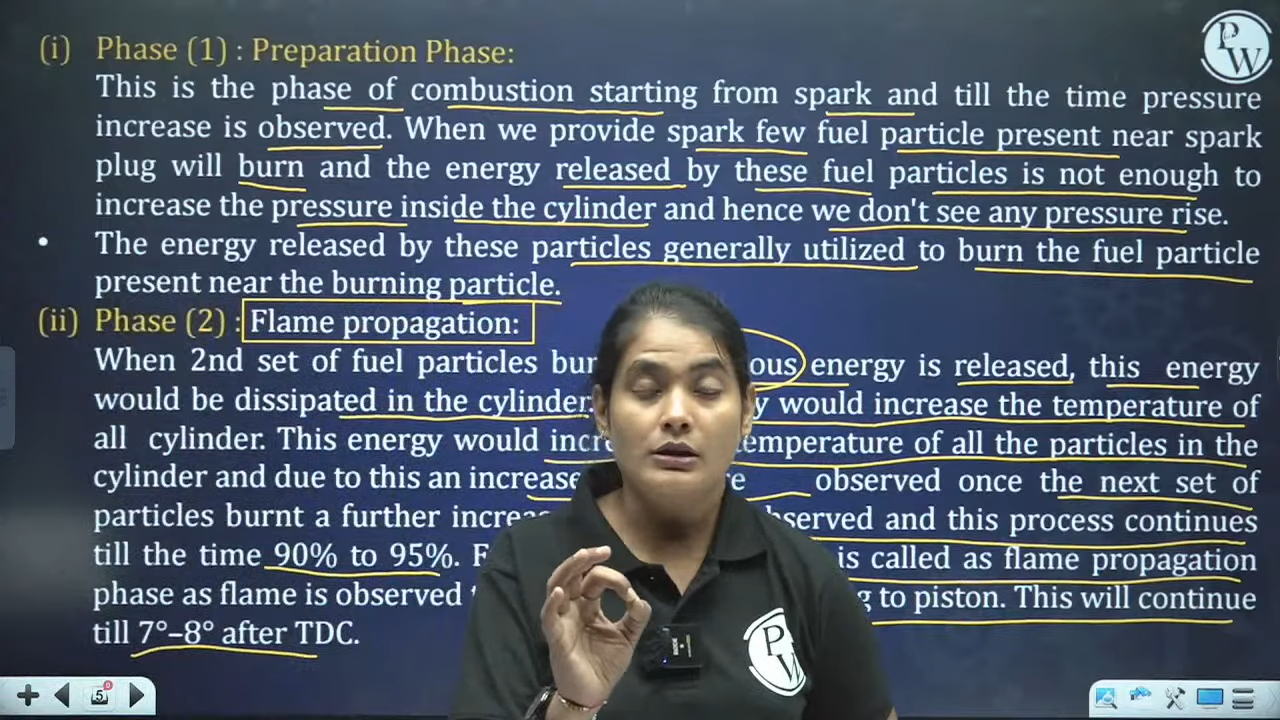 (i) Phase (1) : Preparation Phase:
This is the phase of combustion starting from spark and till the time pressure
increase is observed. When we provide spark few fuel particle present near spark
plug will burn and the energy released by these fuel particles is not enough to
increase the pressure inside the cylinder and hence we don't see any pressure rise.
• The energy released by these particles generally utilized to burn the fuel particle
present near the burning particle.
(ii) Phase (2) : Flame propagation:
When 2nd set of fuel particles energy is released, this energy
would be dissipated in the cylinder. would increase the temperature of
all cylinder. This energy would temperature of all the particles in the
cylinder and due to this an increase observed once the next set of
particles burnt a further observed and this process continues
till the time 90% to 95%. is called as flame propagation
phase as flame is observed to piston. This will continue
till 7°–8° after TDC.
PW
PW
5
0